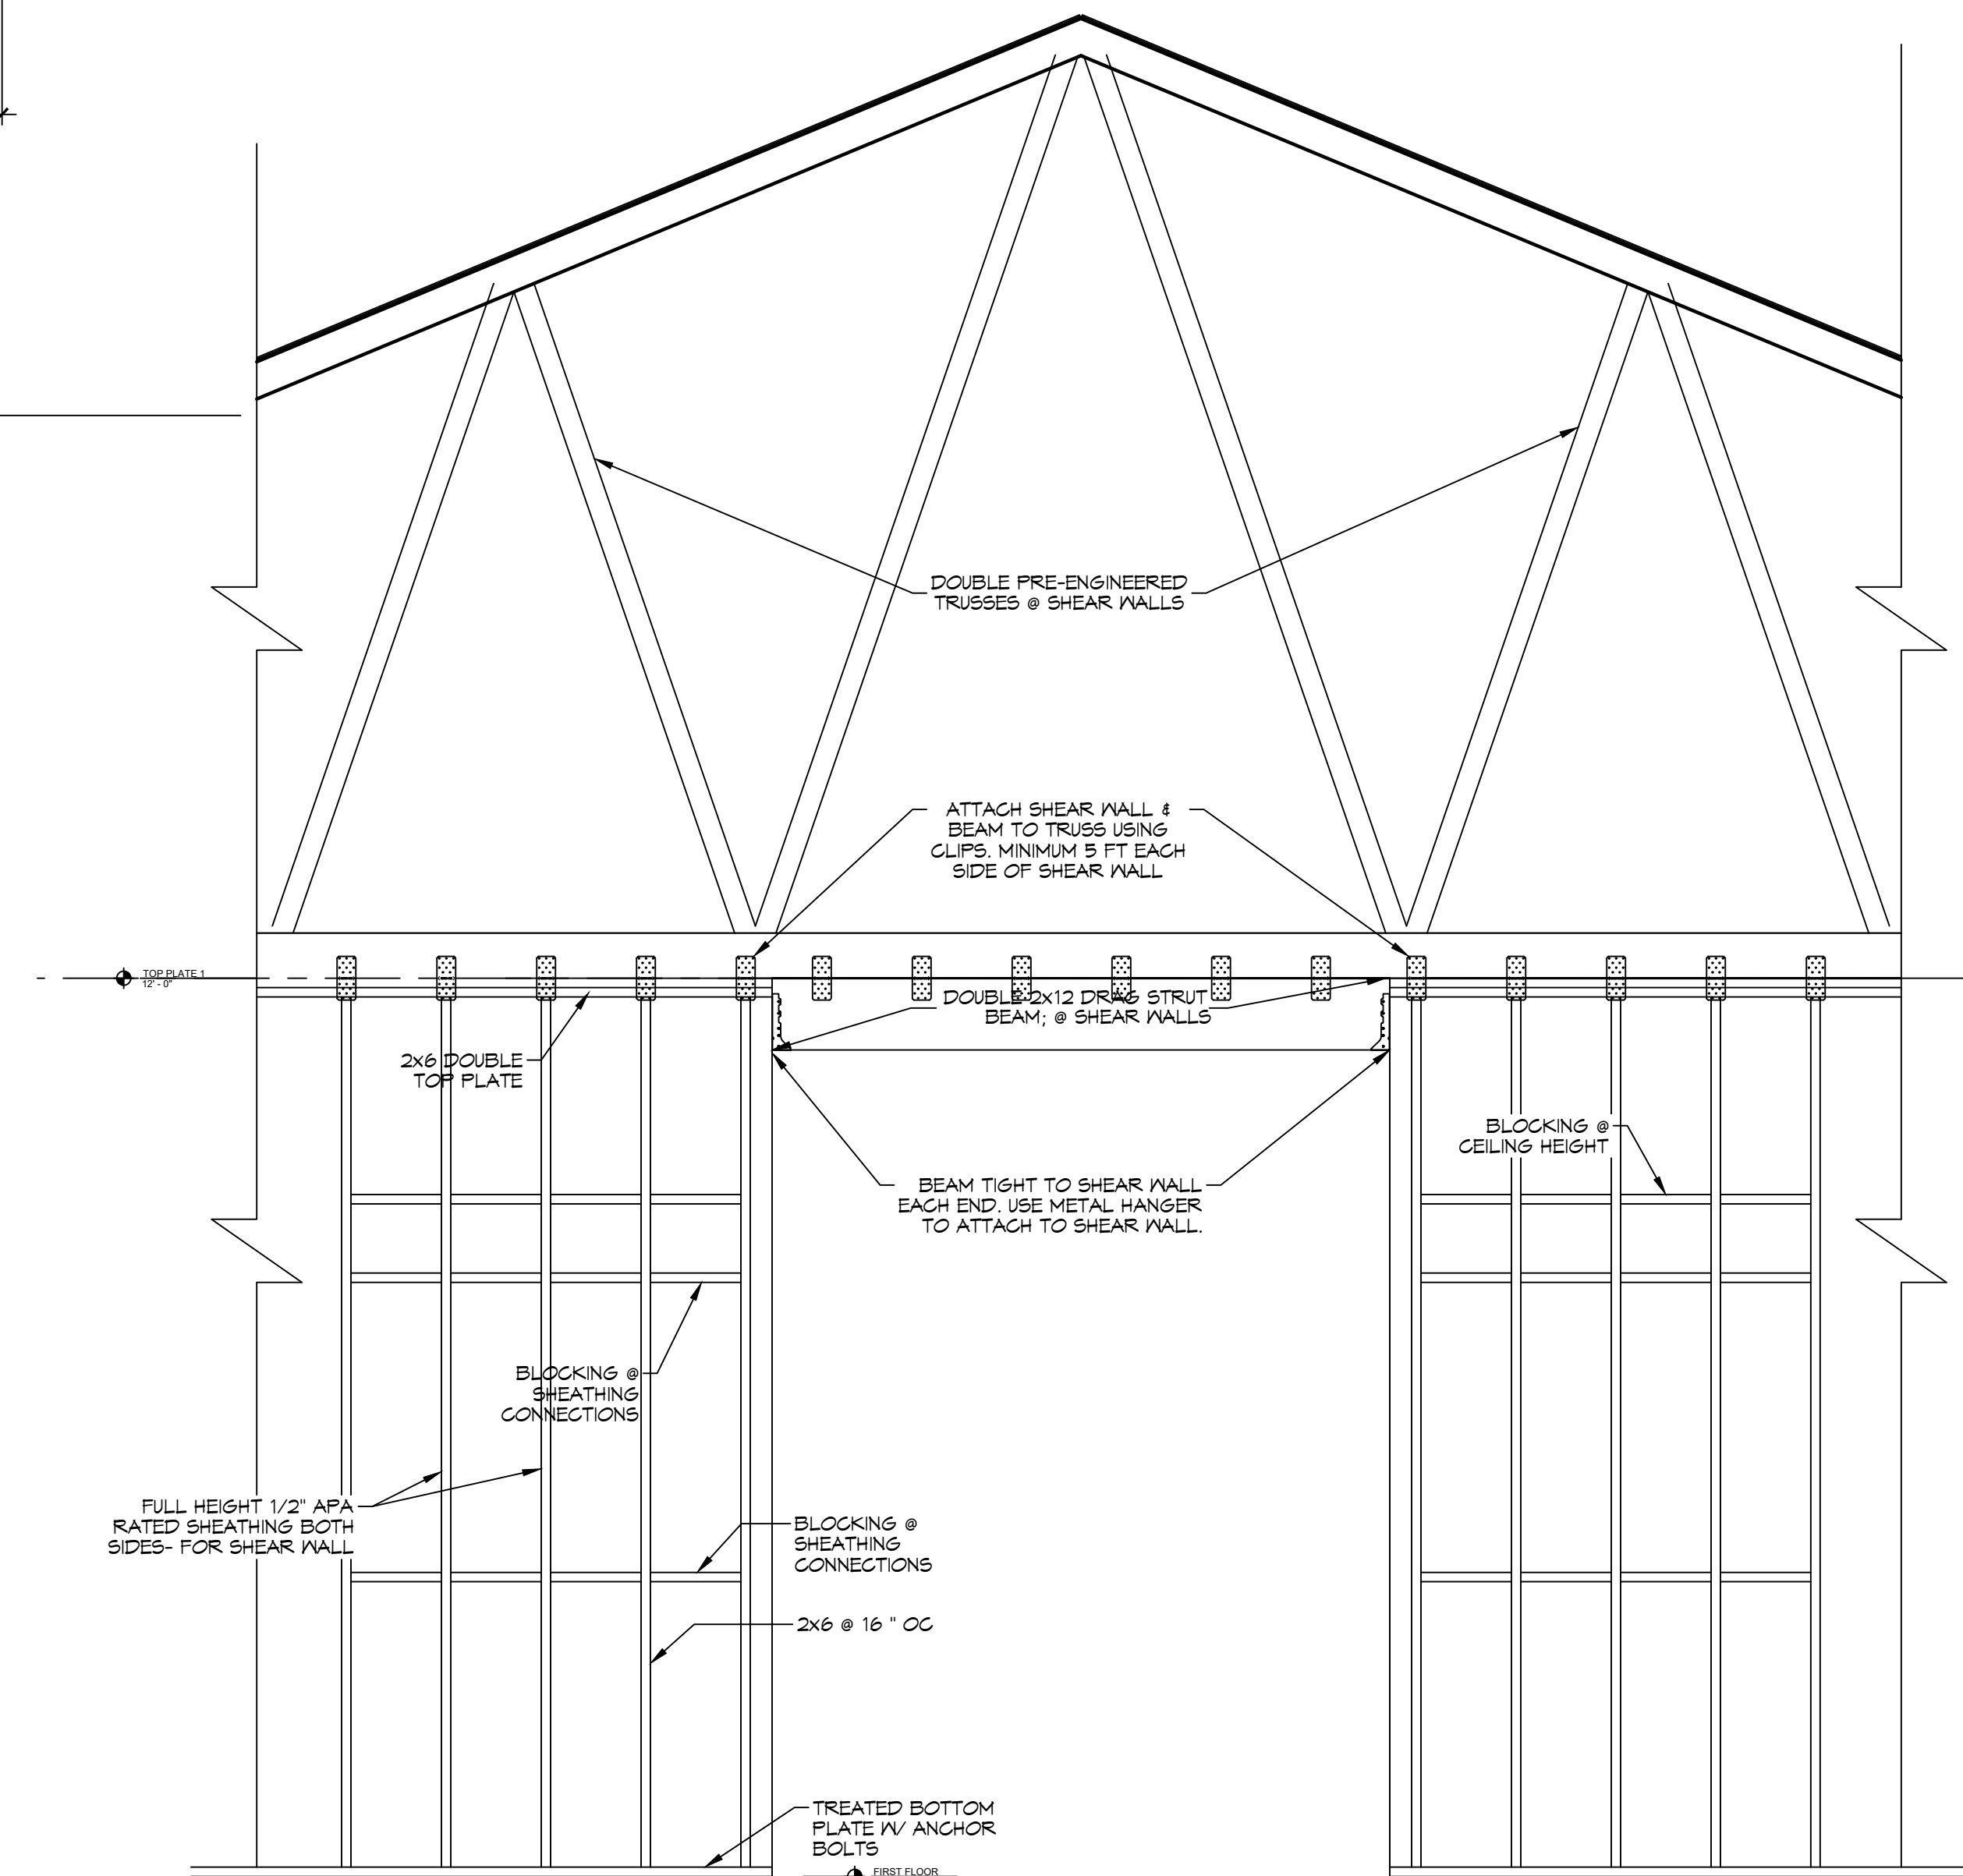 DOUBLE PRE-ENGINEERED
TRUSSES @ SHEAR WALLS
ATTACH SHEAR WALL &
BEAM TO TRUSS USING
CLIPS. MINIMUM 5 FT EACH
SIDE OF SHEAR WALL
TOP PLATE 1
12' - 0"
DOUBLE 2x12 DRAG STRUT
BEAM; @ SHEAR WALLS
2x6 DOUBLE
TOP PLATE
BLOCKING @
CEILING HEIGHT
BEAM TIGHT TO SHEAR WALL
EACH END. USE METAL HANGER
TO ATTACH TO SHEAR WALL.
BLOCKING @
SHEATHING
CONNECTIONS
FULL HEIGHT 1/2" APA
RATED SHEATHING BOTH
SIDES- FOR SHEAR WALL
BLOCKING @
SHEATHING
CONNECTIONS
2x6 @ 16 " OC
TREATED BOTTOM
PLATE W/ ANCHOR
BOLTS
FIRST FLOOR